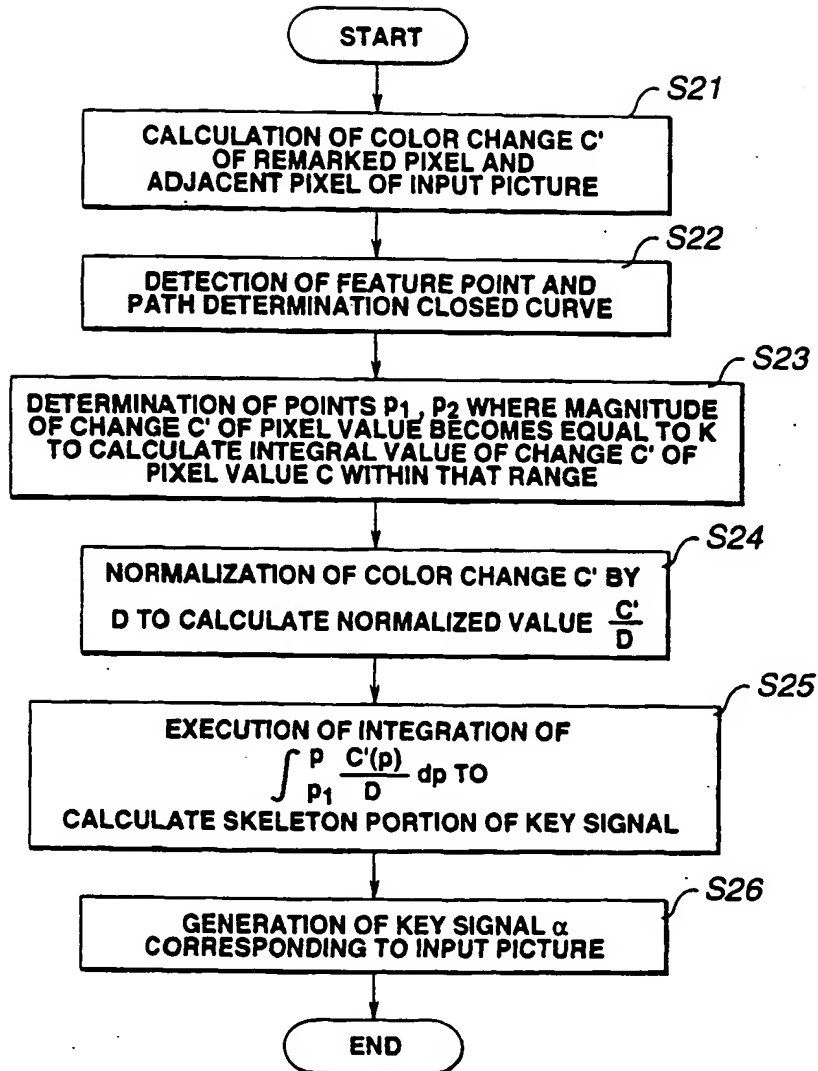 START
S21
CALCULATION OF COLOR CHANGE C'
OF REMARKED PIXEL AND
ADJACENT PIXEL OF INPUT PICTURE
S22
DETECTION OF FEATURE POINT AND
PATH DETERMINATION CLOSED CURVE
S23
DETERMINATION OF POINTS P1 , P2 WHERE MAGNITUDE
OF CHANGE C' OF PIXEL VALUE BECOMES EQUAL TO K
TO CALCULATE INTEGRAL VALUE OF CHANGE C' OF
PIXEL VALUE C WITHIN THAT RANGE
S24
NORMALIZATION OF COLOR CHANGE C' BY
D TO CALCULATE NORMALIZED VALUE C'/D
S25
EXECUTION OF INTEGRATION OF
∫ p p1 C'(p)/D dp TO
CALCULATE SKELETON PORTION OF KEY SIGNAL
S26
GENERATION OF KEY SIGNAL α
CORRESPONDING TO INPUT PICTURE
END